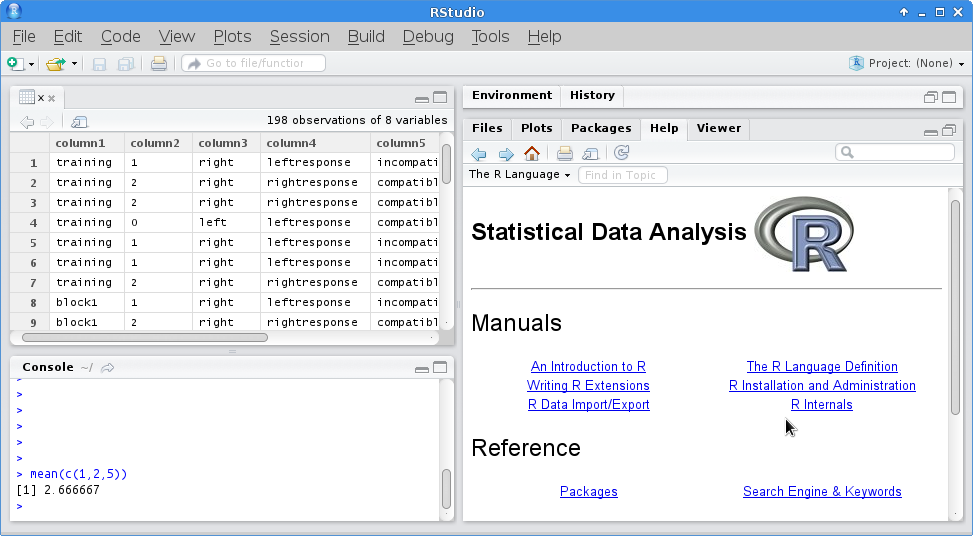 RStudio
File Edit Code View Plots Session Build Debug Tools Help
Go to file/function
Project: (None)
x
198 observations of 8 variables
column1 column2 column3 column4 column5
1 training 1 right leftresponse incompati
2 training 2 right rightresponse compatibl
3 training 2 right rightresponse compatibl
4 training 0 left leftresponse compatibl
5 training 1 right leftresponse incompati
6 training 1 right leftresponse incompati
7 training 2 right rightresponse compatibl
8 block1 1 right leftresponse incompati
9 block1 2 right rightresponse compatibl
Console ~/
>
>
>
>
>
>
> mean(c(1,2,5))
[1] 2.666667
>
Environment History
Files Plots Packages Help Viewer
The R Language Find in Topic
Statistical Data Analysis R
Manuals
An Introduction to R The R Language Definition
Writing R Extensions R Installation and Administration
R Data Import/Export R Internals
Reference
Packages Search Engine & Keywords